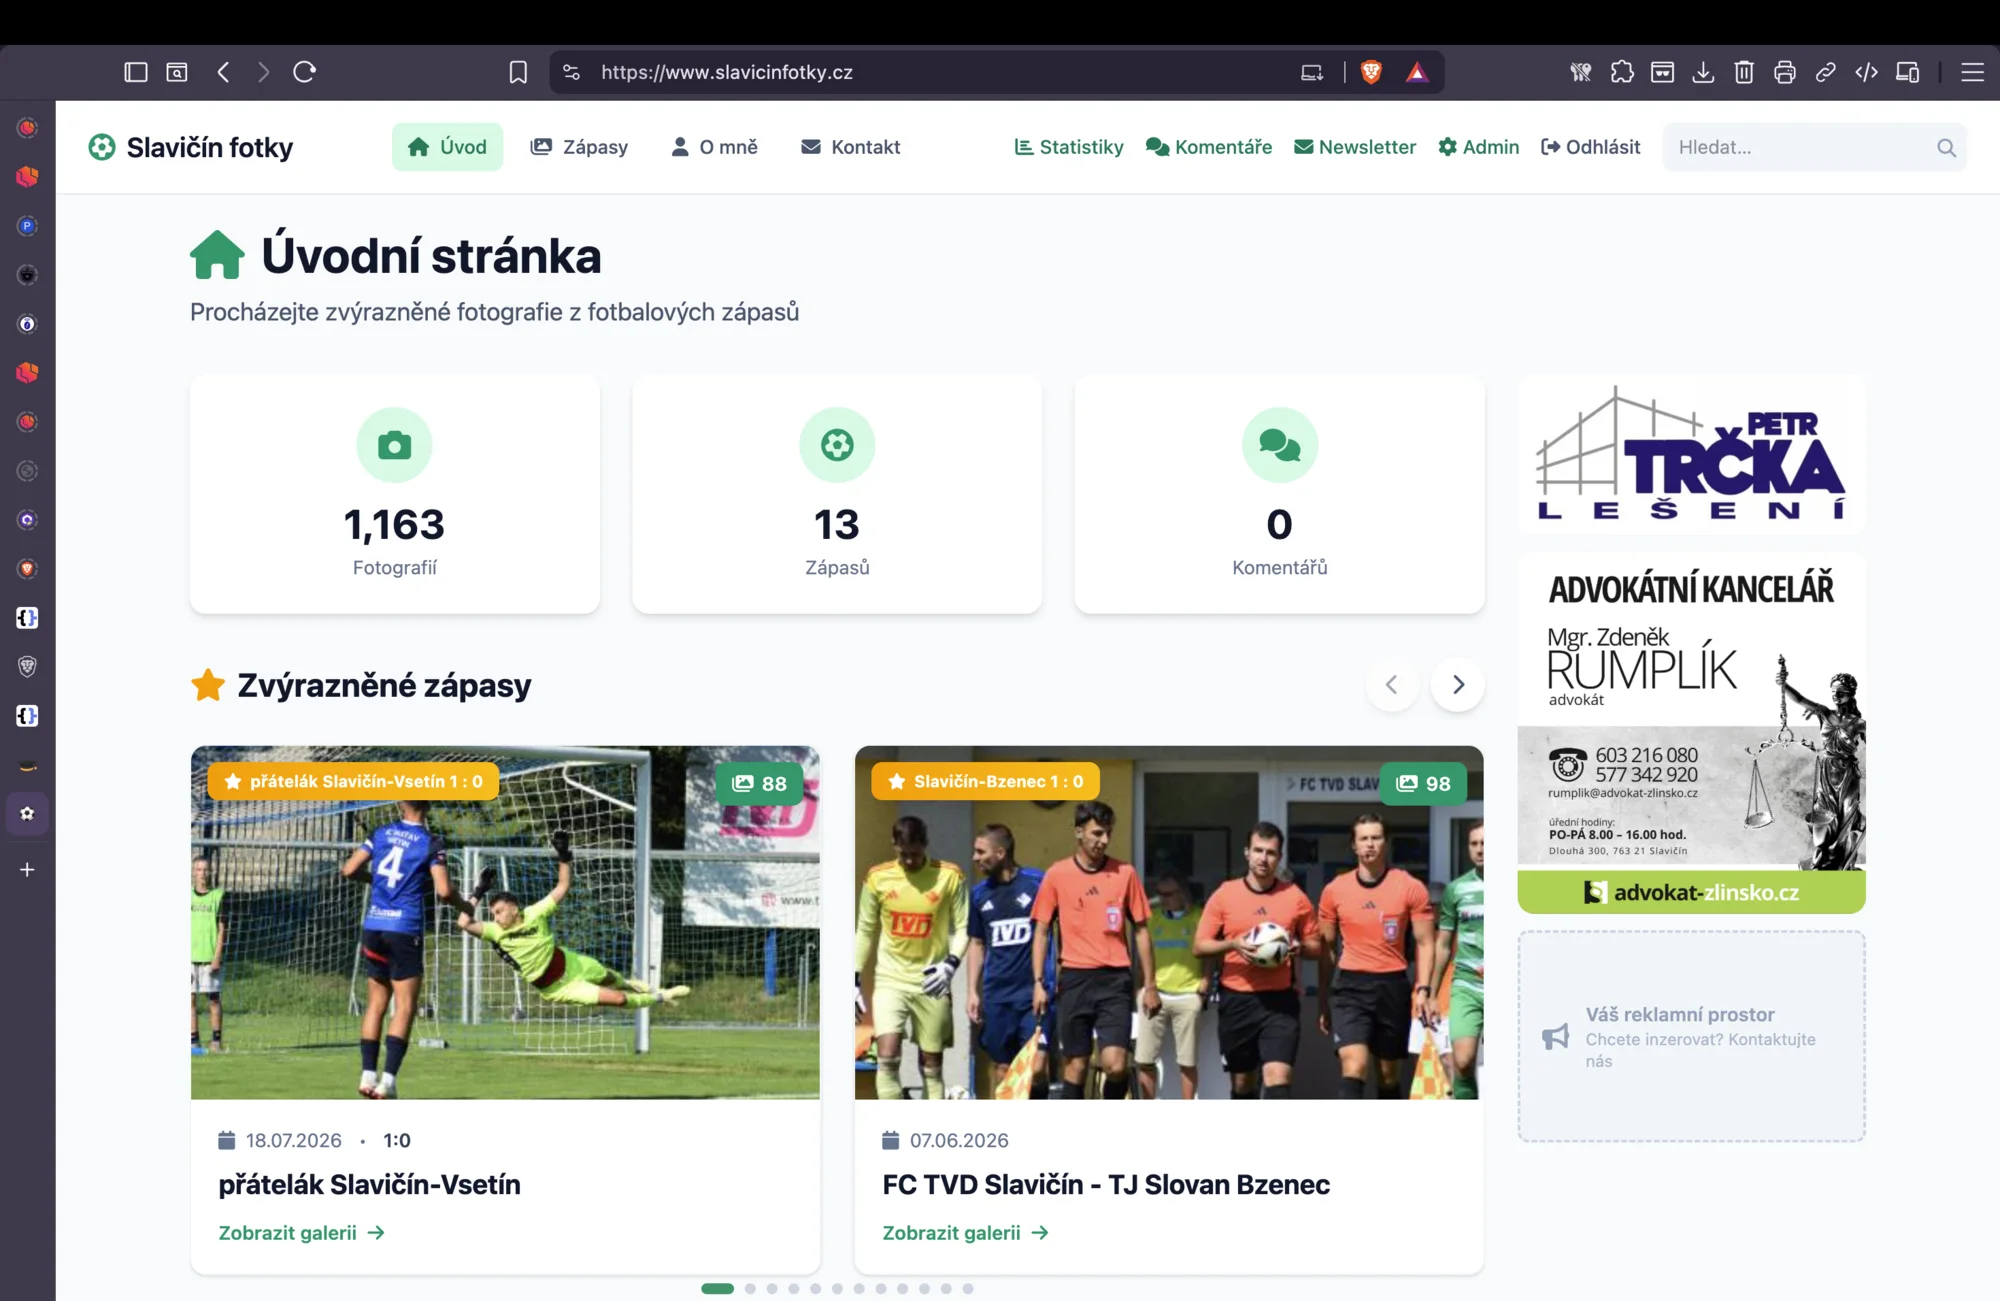 https://www.slavicinfotky.cz
Slavičín fotky
Úvod
Zápasy
O mně
Kontakt
Statistiky
Komentáře
Newsletter
Admin
Odhlásit
Hledat...
Úvodní stránka
Procházejte zvýrazněné fotografie z fotbalových zápasů
1,163
Fotografií
13
Zápasů
0
Komentářů
PETR
TRČKA
LEŠENÍ
ADVOKÁTNÍ KANCELÁŘ
Mgr. Zdeněk
RUMPLÍK
advokát
603 216 080
577 342 920
rumplik@advokat-zlinsko.cz
úřední hodiny:
PO-PÁ 8.00 – 16.00 hod.
Dlouhá 300, 763 21 Slavičín
advokat-zlinsko.cz
Váš reklamní prostor
Chcete inzerovat? Kontaktujte
nás
Zvýrazněné zápasy
přátelák Slavičín-Vsetín 1 : 0
88
4
www.t
18.07.2026 • 1:0
přátelák Slavičín-Vsetín
Zobrazit galerii →
Slavičín-Bzenec 1 : 0
FC TVD SLAV
98
TVD
TVD
07.06.2026
FC TVD Slavičín - TJ Slovan Bzenec
Zobrazit galerii →